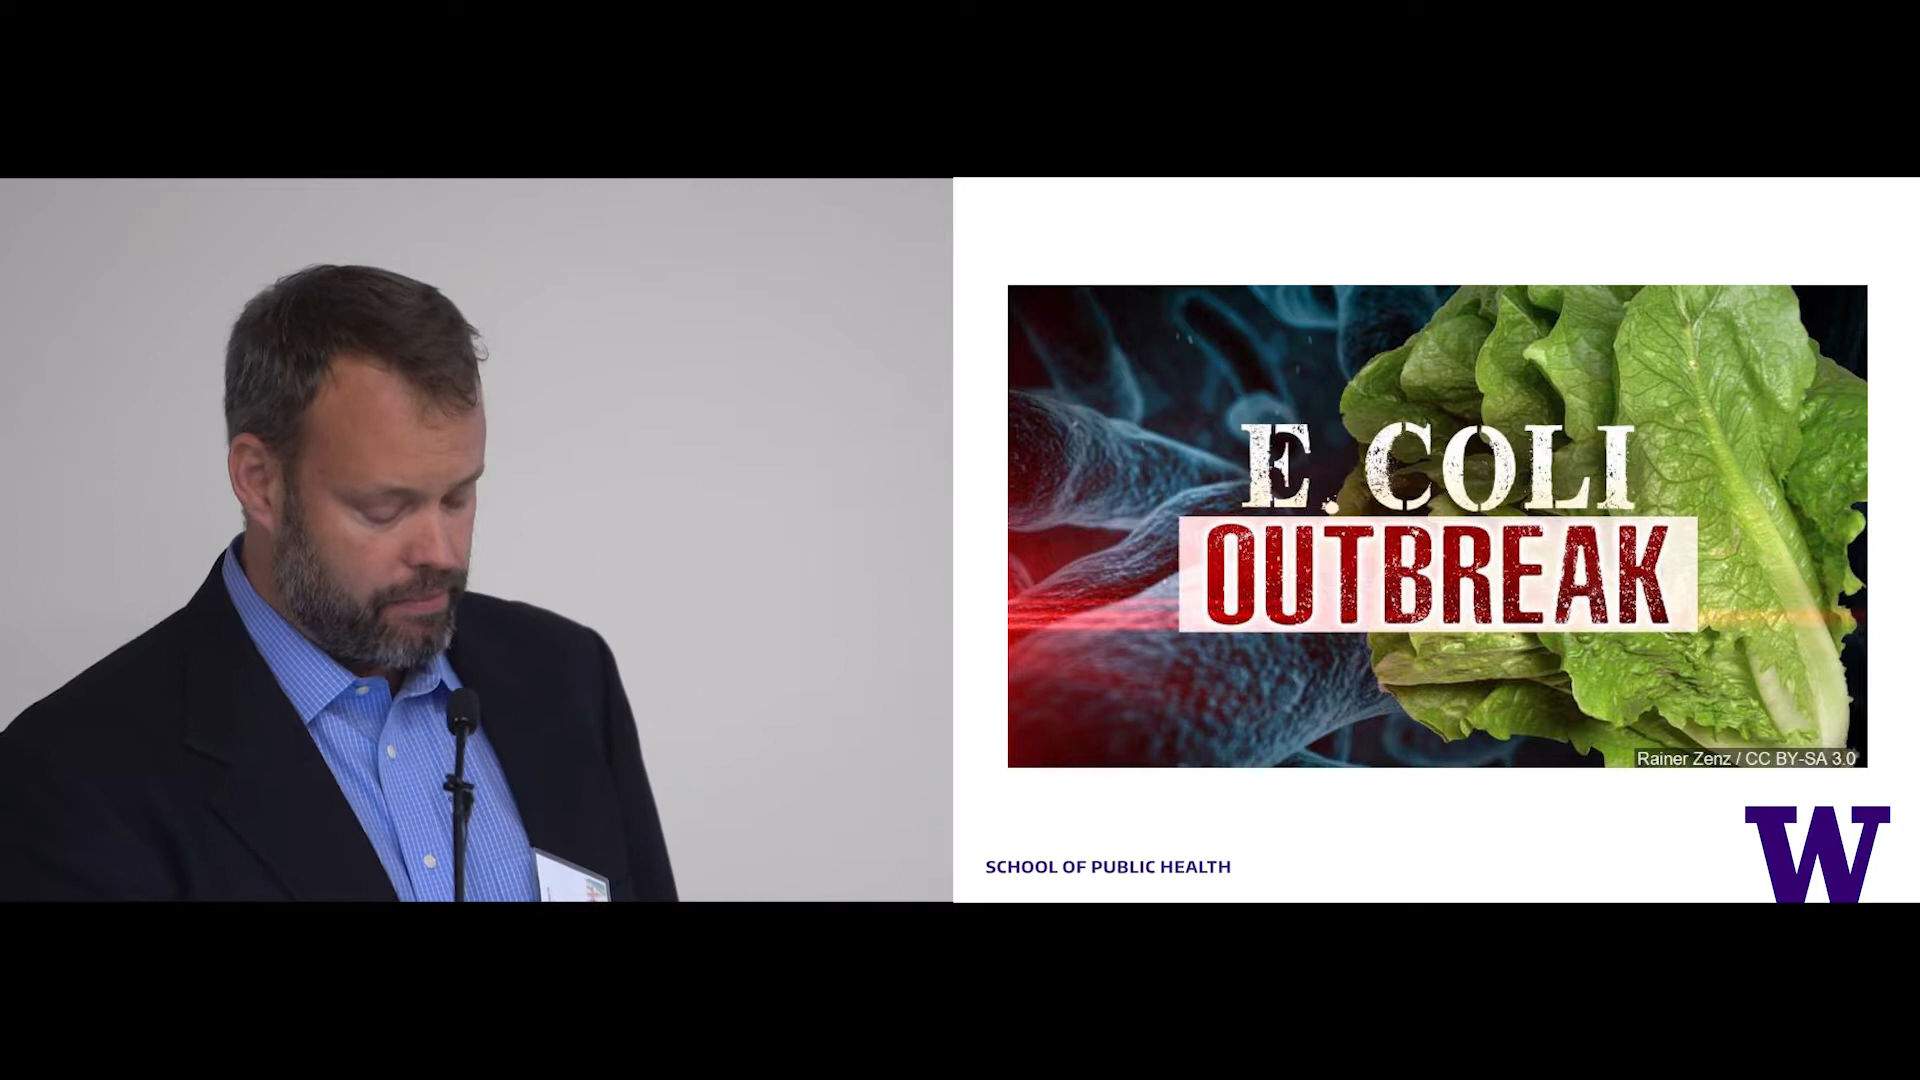 E. COLI
OUTBREAK
Rainer Zenz / CC BY-SA 3.0
SCHOOL OF PUBLIC HEALTH
W